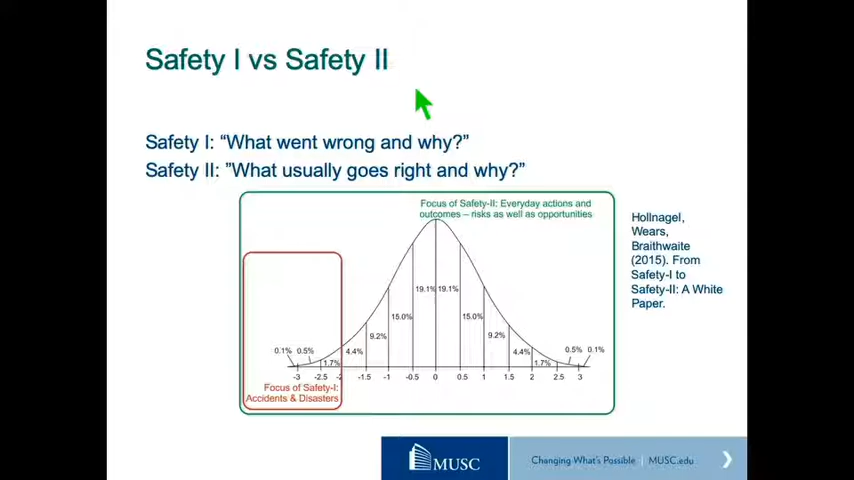 Safety I vs Safety II
Safety I: “What went wrong and why?”
Safety II: ”What usually goes right and why?”
Focus of Safety-II: Everyday actions and
outcomes – risks as well as opportunities
Hollnagel,
Wears,
Braithwaite
(2015). From
Safety-I to
Safety-II: A White
Paper.
19.1% 19.1%
15.0% 15.0%
9.2% 9.2%
0.1% 0.5% 4.4% 4.4% 0.5% 0.1%
1.7% 1.7%
-3 -2.5 -2 -1.5 -1 -0.5 0 0.5 1 1.5 2 2.5 3
Focus of Safety-I:
Accidents & Disasters
MUSC
Changing What's Possible | MUSC.edu